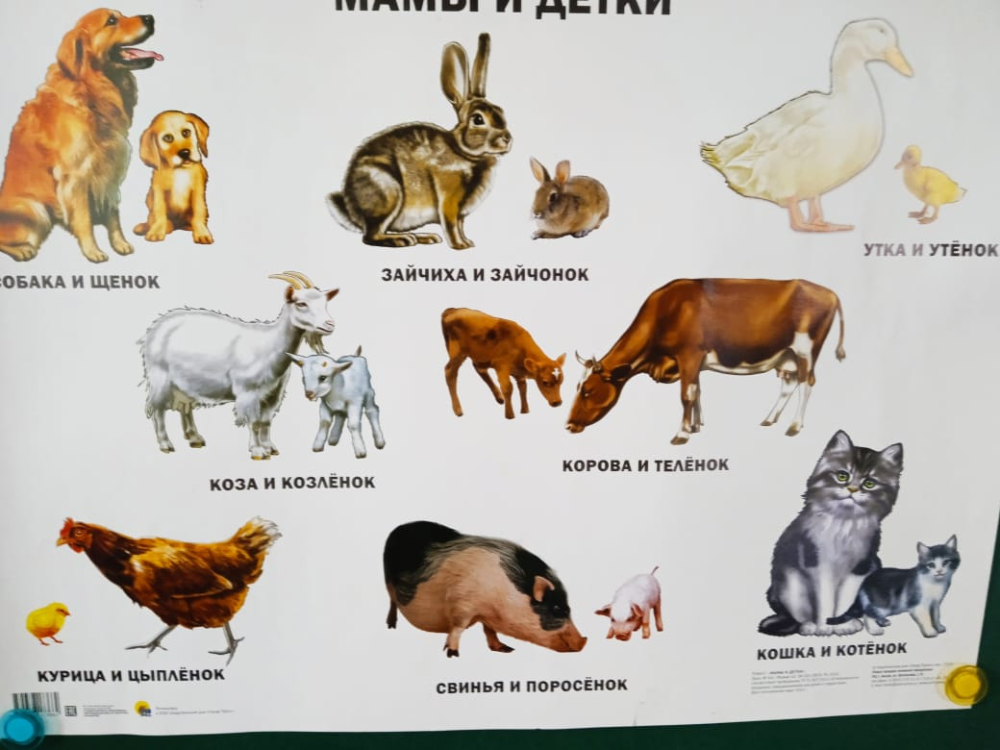 МАМЫ И ДЕТКИ
СОБАКА И ЩЕНОК
ЗАЙЧИХА И ЗАЙЧОНОК
УТКА И УТЁНОК
КОЗА И КОЗЛЁНОК
КОРОВА И ТЕЛЁНОК
КУРИЦА И ЦЫПЛЁНОК
СВИНЬЯ И ПОРОСЁНОК
КОШКА И КОТЁНОК